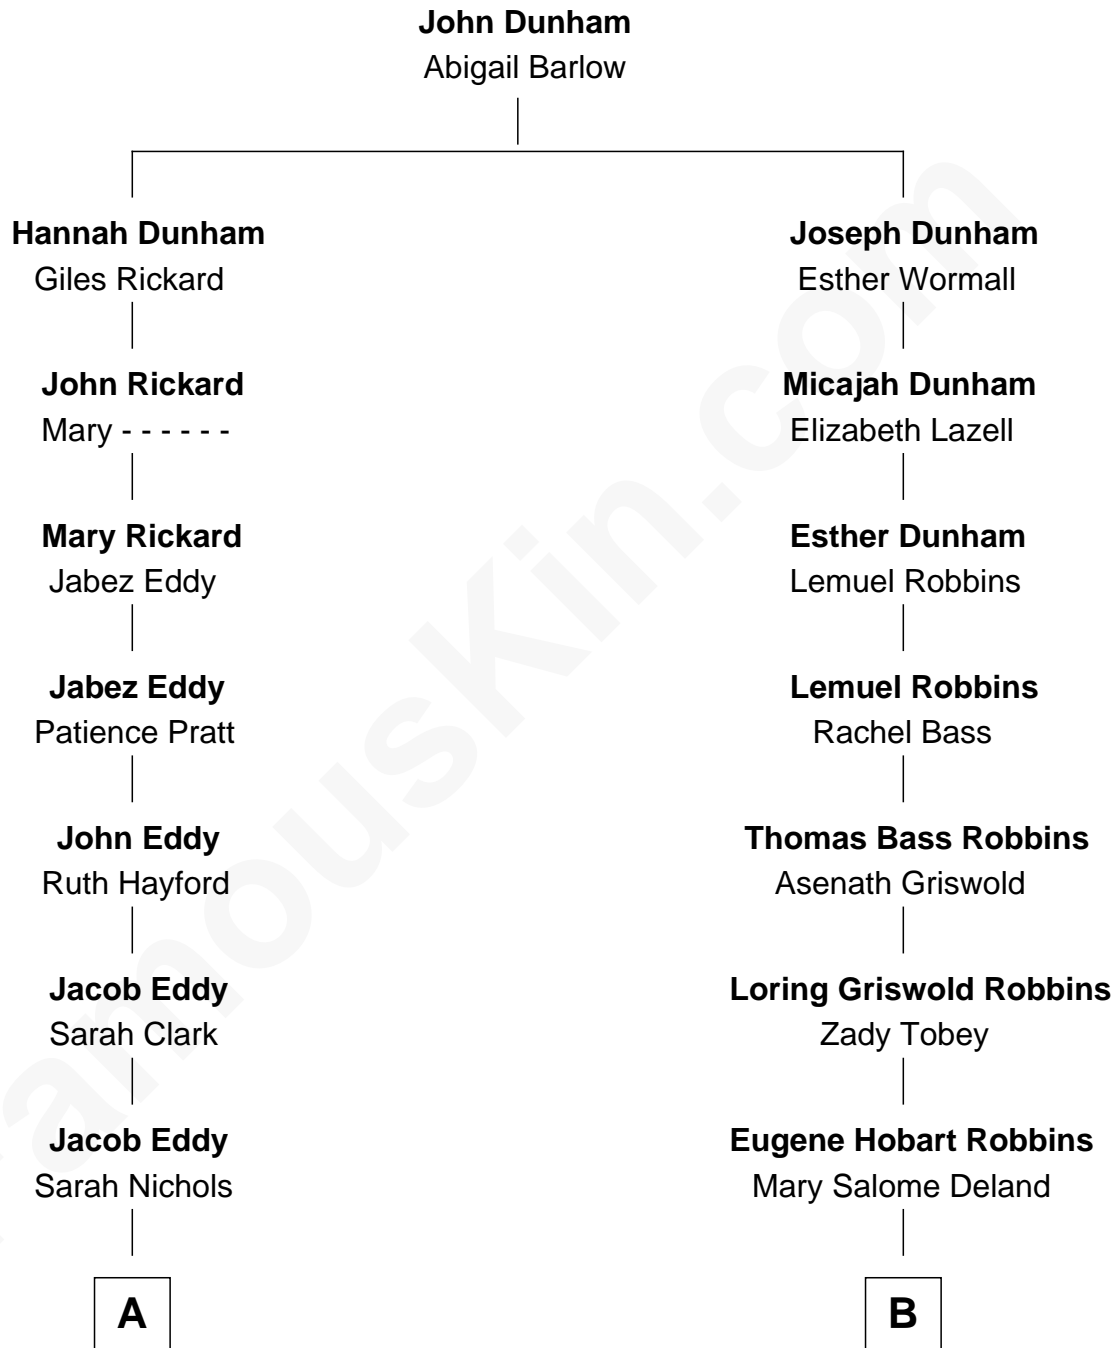 John Dunham
Abigail Barlow
Hannah Dunham
Giles Rickard
Joseph Dunham
Esther Wormall
John Rickard
Mary - - - - - -
Micajah Dunham
Elizabeth Lazell
Mary Rickard
Jabez Eddy
Esther Dunham
Lemuel Robbins
Jabez Eddy
Patience Pratt
Lemuel Robbins
Rachel Bass
John Eddy
Ruth Hayford
Thomas Bass Robbins
Asenath Griswold
Jacob Eddy
Sarah Clark
Loring Griswold Robbins
Zady Tobey
Jacob Eddy
Sarah Nichols
Eugene Hobart Robbins
Mary Salome Deland
A
B
FamousKin.com